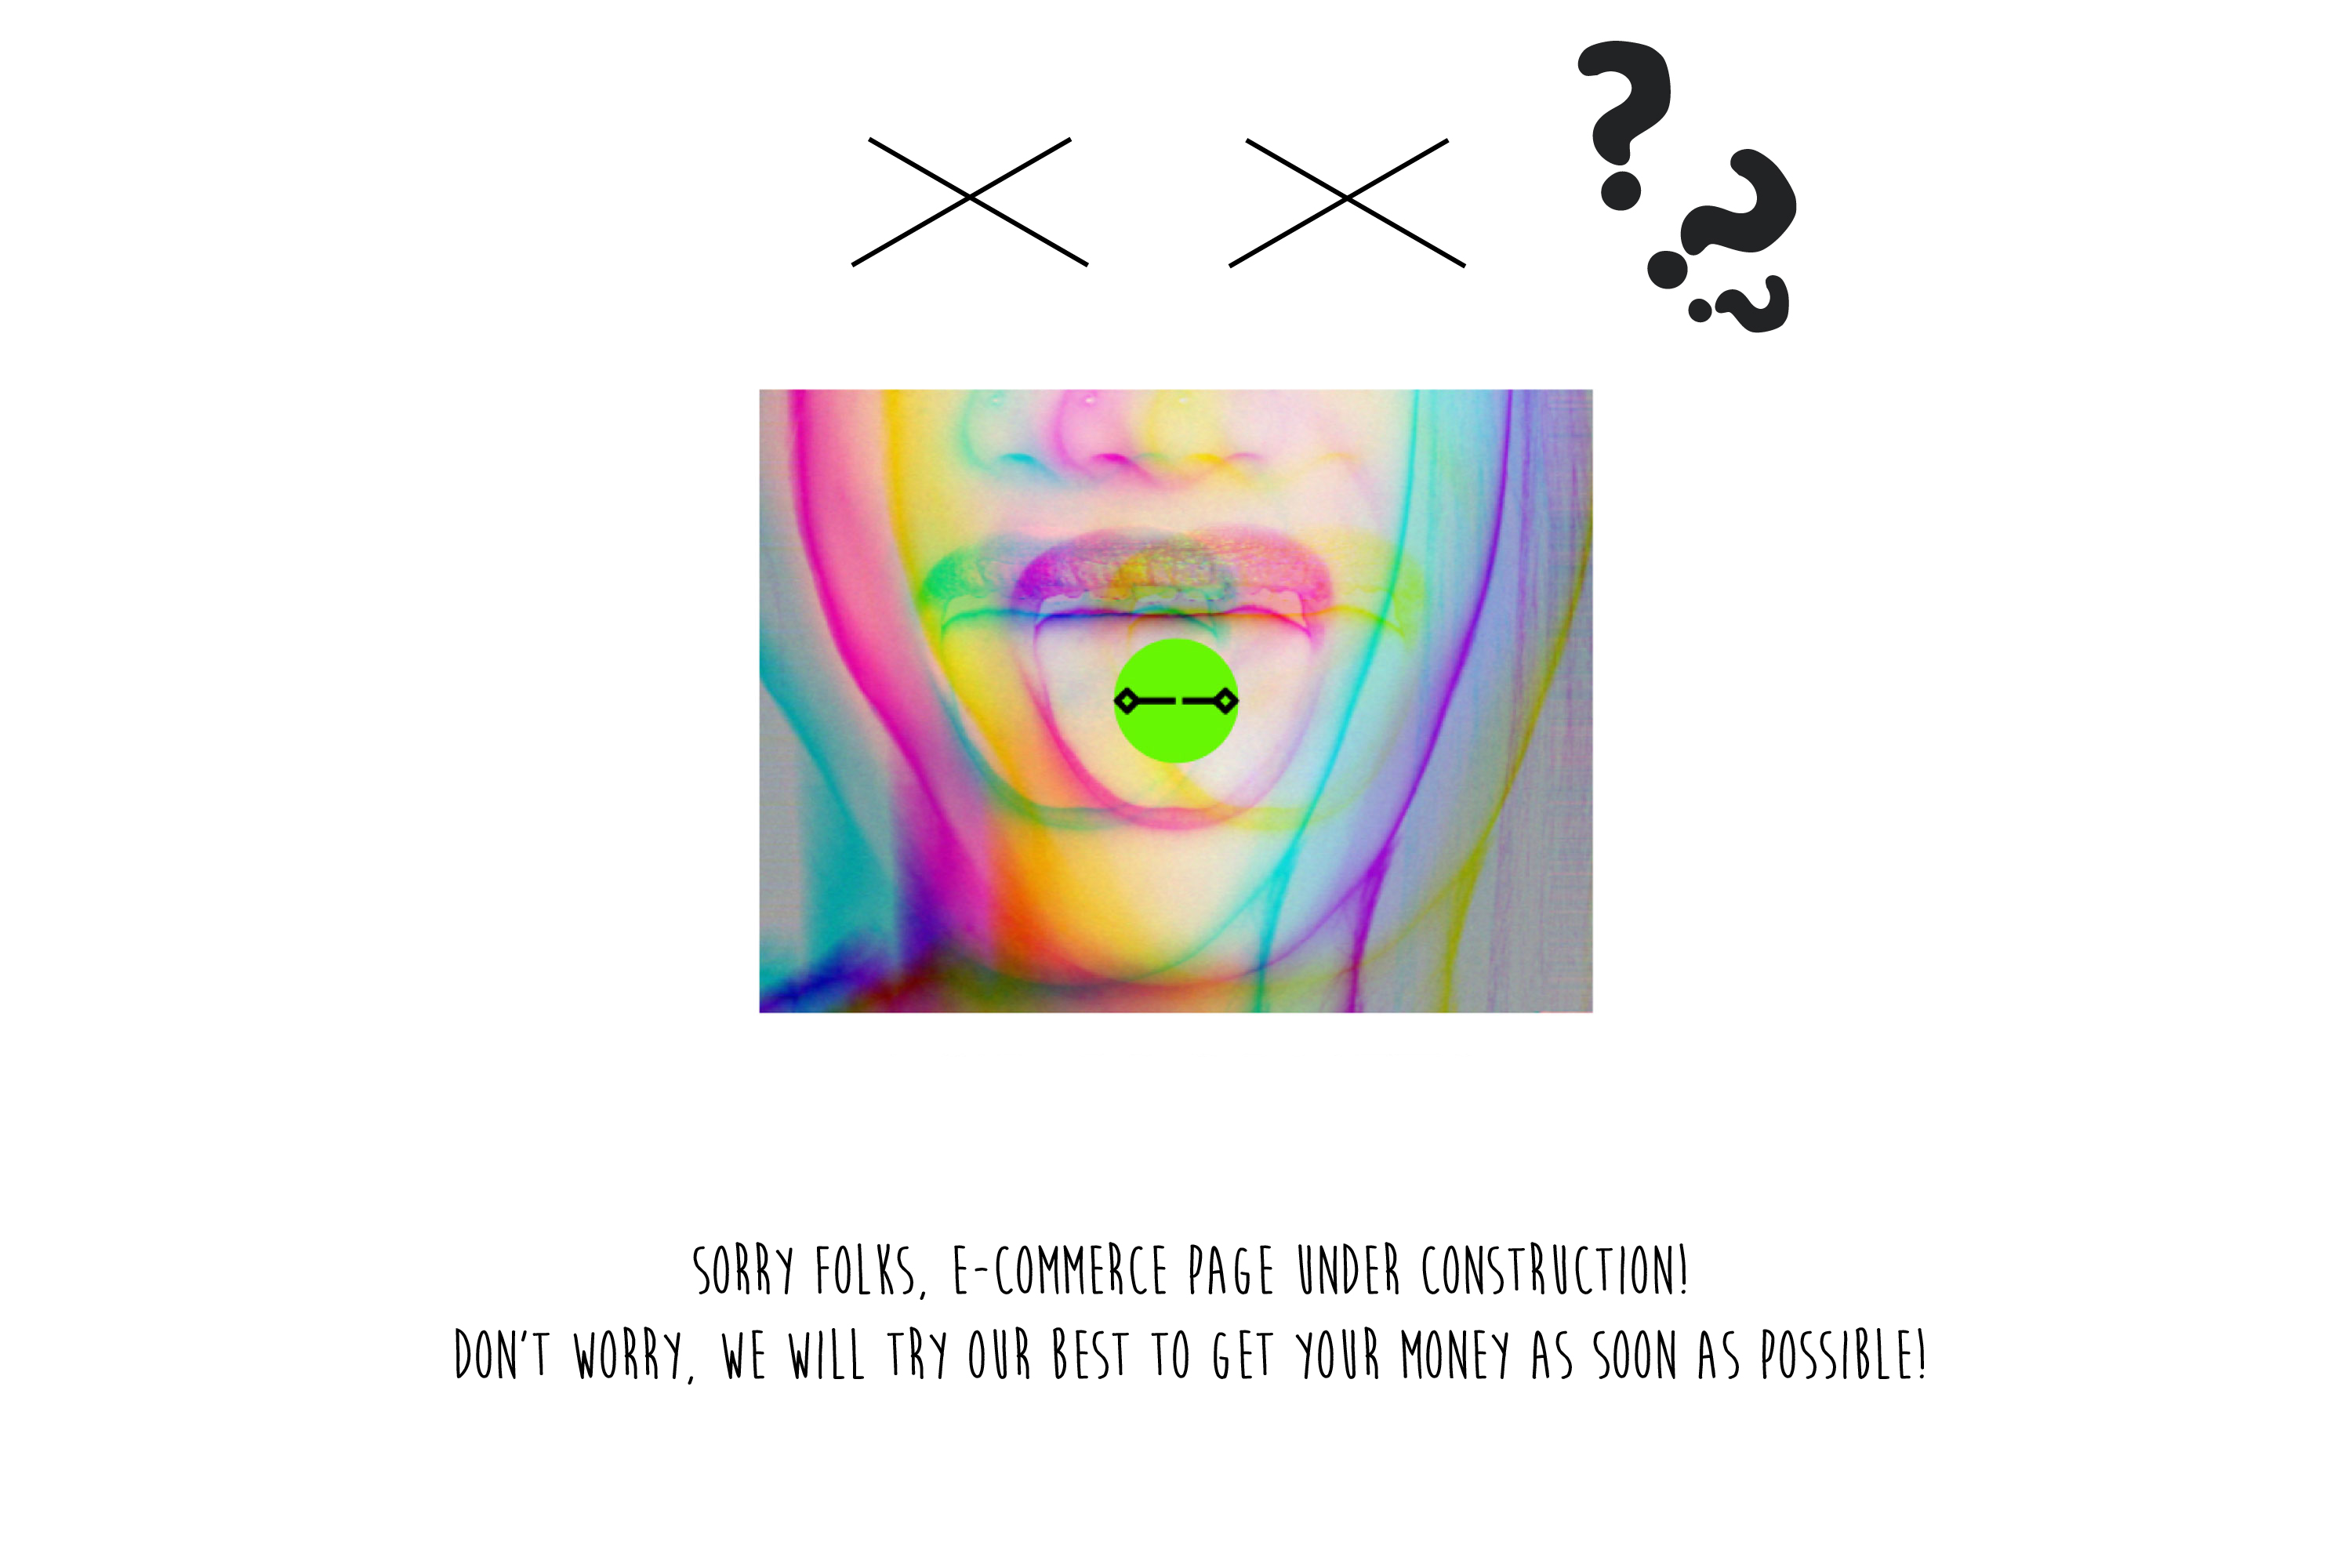 ? ? ?
SORRY FOLKS, E-COMMERCE PAGE UNDER CONSTRUCTION!
DON'T WORRY, WE WILL TRY OUR BEST TO GET YOUR MONEY AS SOON AS POSSIBLE!